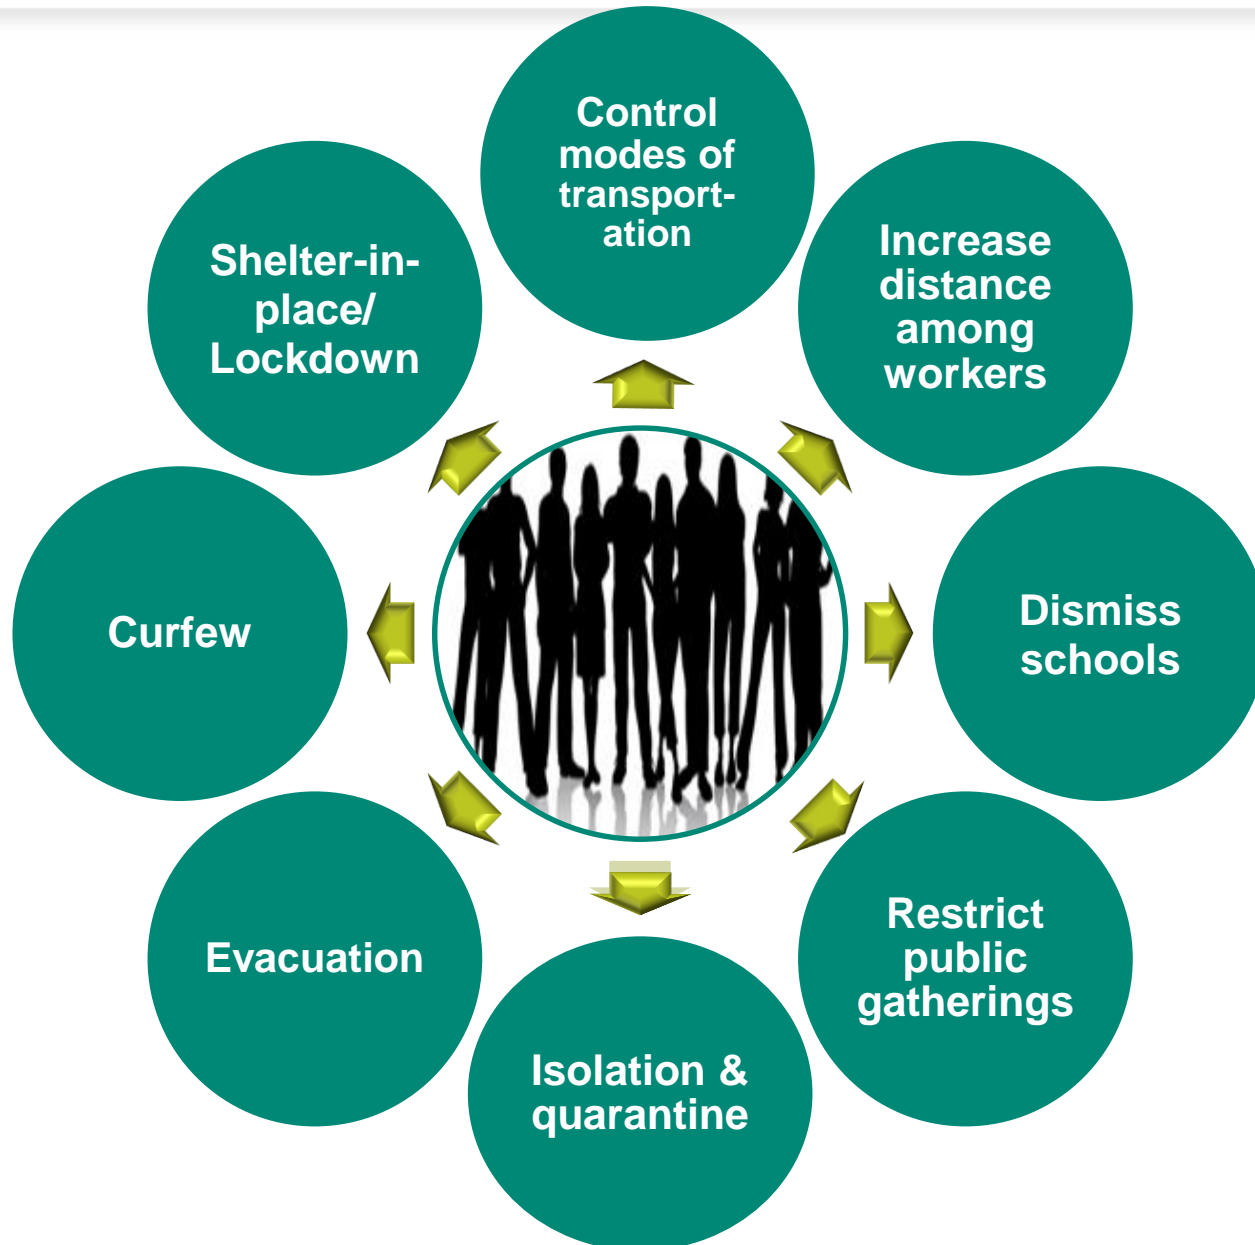 Control
modes of
transport-
ation
Increase
distance
among
workers
Dismiss
schools
Restrict
public
gatherings
Isolation &
quarantine
Evacuation
Curfew
Shelter-in-
place/
Lockdown